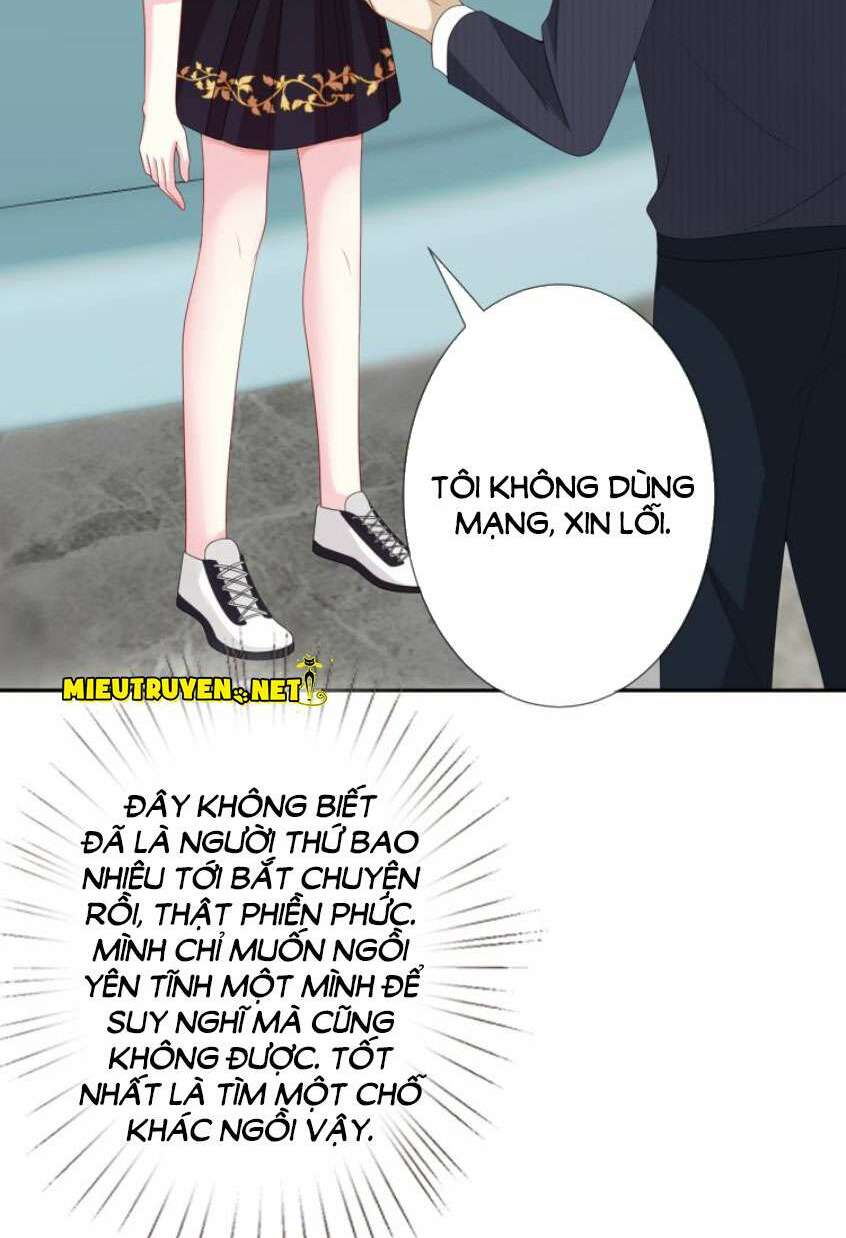 TÔI KHÔNG DÙNG
MẠNG, XIN LỖI.
MIEUTRUYEN.NET
ĐÂY KHÔNG BIẾT
ĐÃ LÀ NGƯỜI THỨ BAO
NHIÊU TỚI BẮT CHUYỆN
RỒI, THẬT PHIỀN PHỨC.
MÌNH CHỈ MUỐN NGỒI
YÊN TĨNH MỘT MÌNH ĐỂ
SUY NGHĨ MÀ CŨNG
KHÔNG ĐƯỢC. TỐT
NHẤT LÀ TÌM MỘT CHỖ
KHÁC NGỒI VẬY.